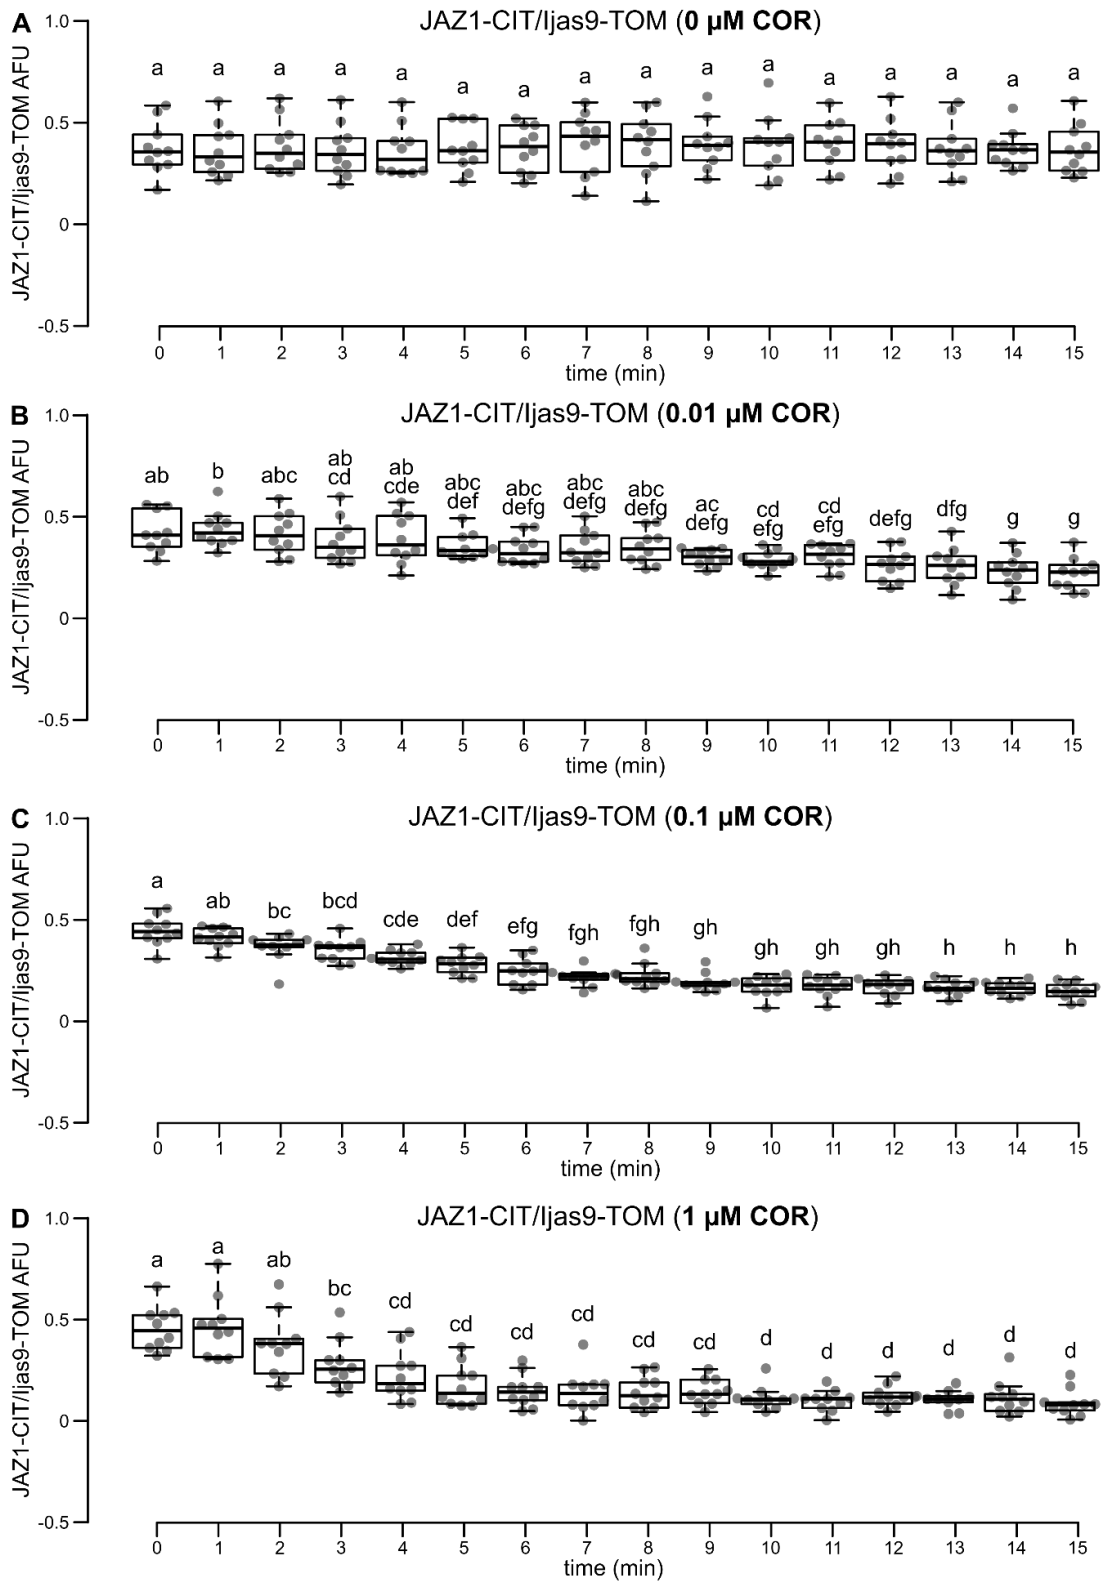 A JAZ1-CIT/Ijas9-TOM (0 µM COR)
JAZ1-CIT/Ijas9-TOM AFU
1.0
0.5
0
-0.5
a a a a a a a a a a a a a a a a
0 1 2 3 4 5 6 7 8 9 10 11 12 13 14 15
time (min)
B JAZ1-CIT/Ijas9-TOM (0.01 µM COR)
JAZ1-CIT/Ijas9-TOM AFU
1.0
0.5
0
-0.5
ab b abc ab abc
cd ab
cde abc
def abc
defg abc
defg abc
defg ac
defg cd
efg cd
efg defg dfg g g
0 1 2 3 4 5 6 7 8 9 10 11 12 13 14 15
time (min)
C JAZ1-CIT/Ijas9-TOM (0.1 µM COR)
JAZ1-CIT/Ijas9-TOM AFU
1.0
0.5
0
-0.5
a ab bc bcd cde def efg fgh fgh gh gh gh gh h h h
0 1 2 3 4 5 6 7 8 9 10 11 12 13 14 15
time (min)
D JAZ1-CIT/Ijas9-TOM (1 µM COR)
JAZ1-CIT/Ijas9-TOM AFU
1.0
0.5
0
-0.5
a a ab bc cd cd cd cd cd cd d d d d d d
0 1 2 3 4 5 6 7 8 9 10 11 12 13 14 15
time (min)